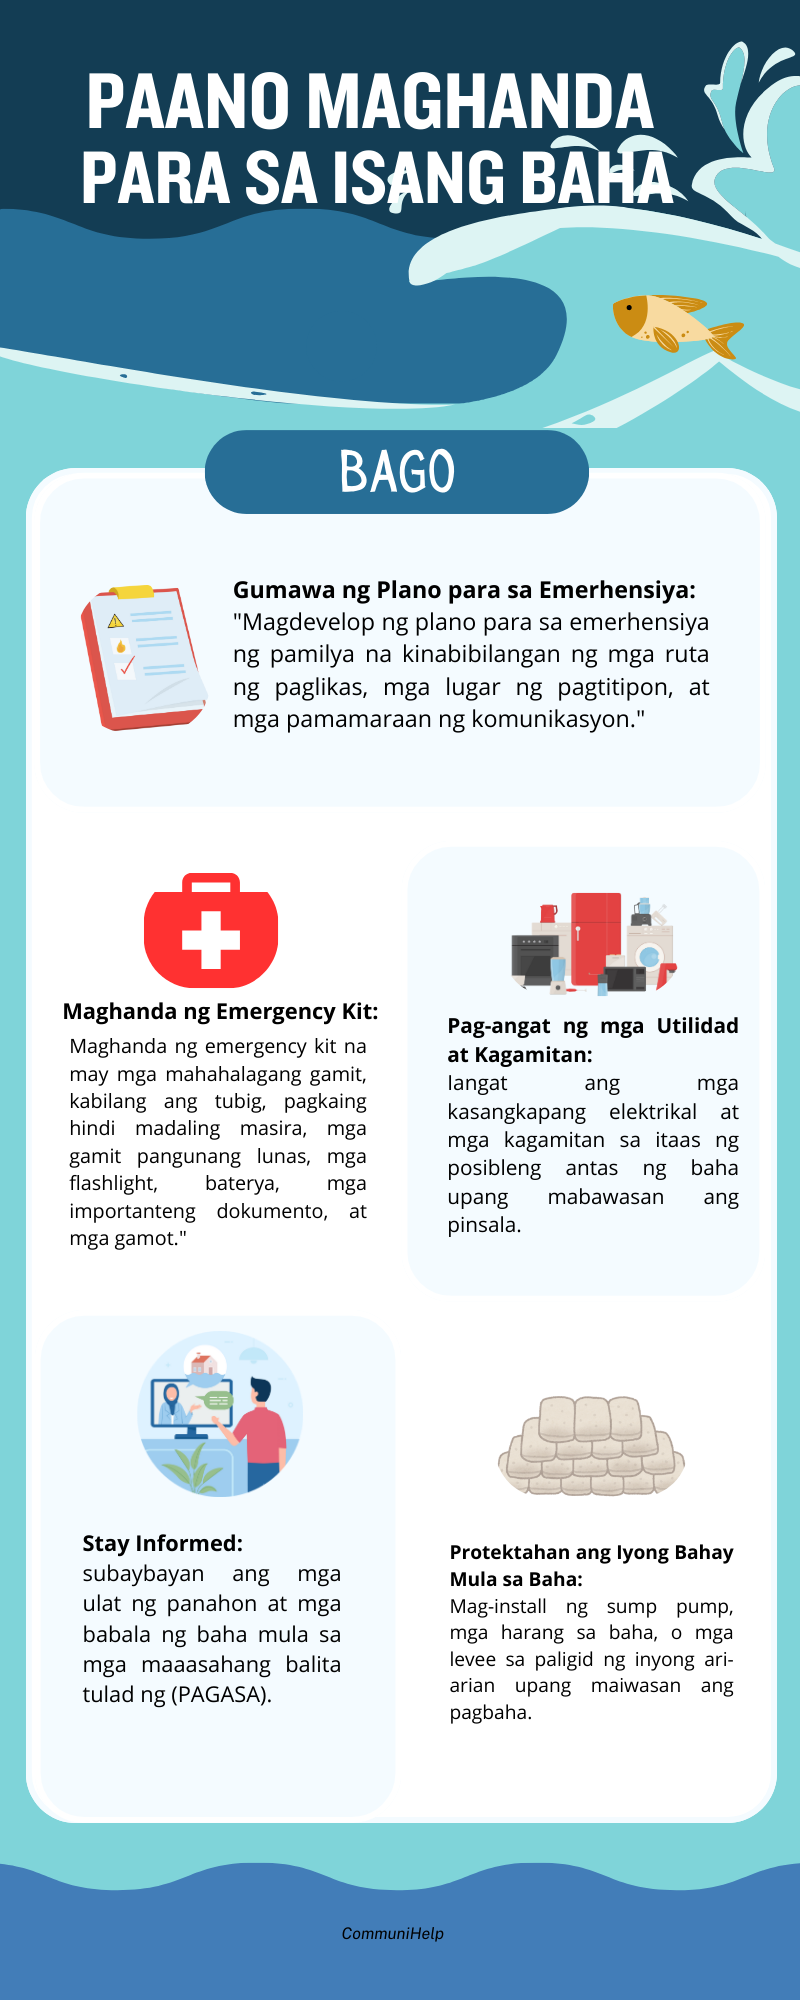 PAANO MAGHANDA
PARA SA ISANG BAHA
BAGO
Gumawa ng Plano para sa Emerhensiya:
"Magdevelop ng plano para sa emerhensiya
ng pamilya na kinabibilangan ng mga ruta
ng paglikas, mga lugar ng pagtitipon, at
mga pamamaraan ng komunikasyon."
Maghanda ng Emergency Kit:
Maghanda ng emergency kit na
may mga mahahalagang gamit,
kabilang ang tubig, pagkaing
hindi madaling masira, mga
gamit pangunang lunas, mga
flashlight, baterya, mga
importanteng dokumento, at
mga gamot."
Pag-angat ng mga Utilidad
at Kagamitan:
Iangat ang mga
kasangkapang elektrikal at
mga kagamitan sa itaas ng
posibleng antas ng baha
upang mabawasan ang
pinsala.
Stay Informed:
subaybayan ang mga
ulat ng panahon at mga
babala ng baha mula sa
mga maaasahang balita
tulad ng (PAGASA).
Protektahan ang Iyong Bahay
Mula sa Baha:
Mag-install ng sump pump,
mga harang sa baha, o mga
levee sa paligid ng inyong ari-
arian upang maiwasan ang
pagbaha.
CommuniHelp